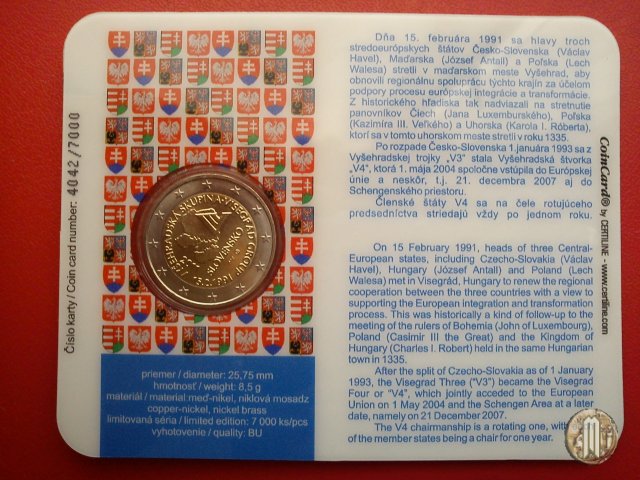 Dňa 15. februára 1991 sa hlavy troch
stredoeurópskych štátov Česko-Slovenska (Václav
Havel), Maďarska (József Antall) a Poľska (Lech
Walesa) stretli v maďarskom meste Vyšehrad, aby
obnovili regionálnu spoluprácu týchto krajín za účelom
podpory procesu európskej integrácie a transformácie.
Z historického hľadiska tak nadviazali na stretnutie
panovníkov Čiech (Jana Luxemburského), Poľska
(Kazimíra III. Veľkého) a Uhorska (Karola I. Róberta),
ktorí sa v tomto uhorskom meste stretli v roku 1335.
Po rozpade Česko-Slovenska 1.januára 1993 sa z
Vyšehradskej trojky „V3" stala Vyšehradská štvorka
„V4", ktorá 1. mája 2004 spoločne vstúpila do Európskej
únie a neskôr, t.j. 21. decembra 2007 aj do
Schengenského priestoru.
Členské štáty V4 sa na čele rotujúceho
predsedníctva striedajú vždy po jednom roku.
On 15 February 1991, heads of three Central-
European states, including Czecho-Slovakia (Václav
Havel), Hungary (József Antall) and Poland (Lech
Walesa) met in Visegrád, Hungary to renew the regional
cooperation between the three countries with a view to
supporting the European integration and transformation
process. This was historically a kind of follow-up to the
meeting of the rulers of Bohemia (John of Luxembourg),
Poland (Casimir III the Great) and the Kingdom of
Hungary (Charles I. Robert) held in the same Hungarian
town in 1335.
After the split of Czecho-Slovakia as of 1 January
1993, the Visegrad Three ("V3") became the Visegrad
Four or "V4", which jointly acceded to the European
Union on 1 May 2004 and the Schengen Area at a later
date, namely on 21 December 2007.
The V4 chairmanship is a rotating one, with
of the member states being a chair for one year.
CoinCard® by CERTILINE - www.certiline.com
Číslo karty / Coin card number: 4042/7000
VYŠEHRADSKÁ SKUPINA • VISEGRAD GROUP
SLOVENSKO
15.2.1991
priemer / diameter: 25,75 mm
hmotnosť / weight: 8,5 g
materiál / material meď-nikel, niklová mosadz
copper-nickel, nickel brass
limitovaná séria / limited edition: 7 000 ks/pcs
vyhotovenie / quality: BU